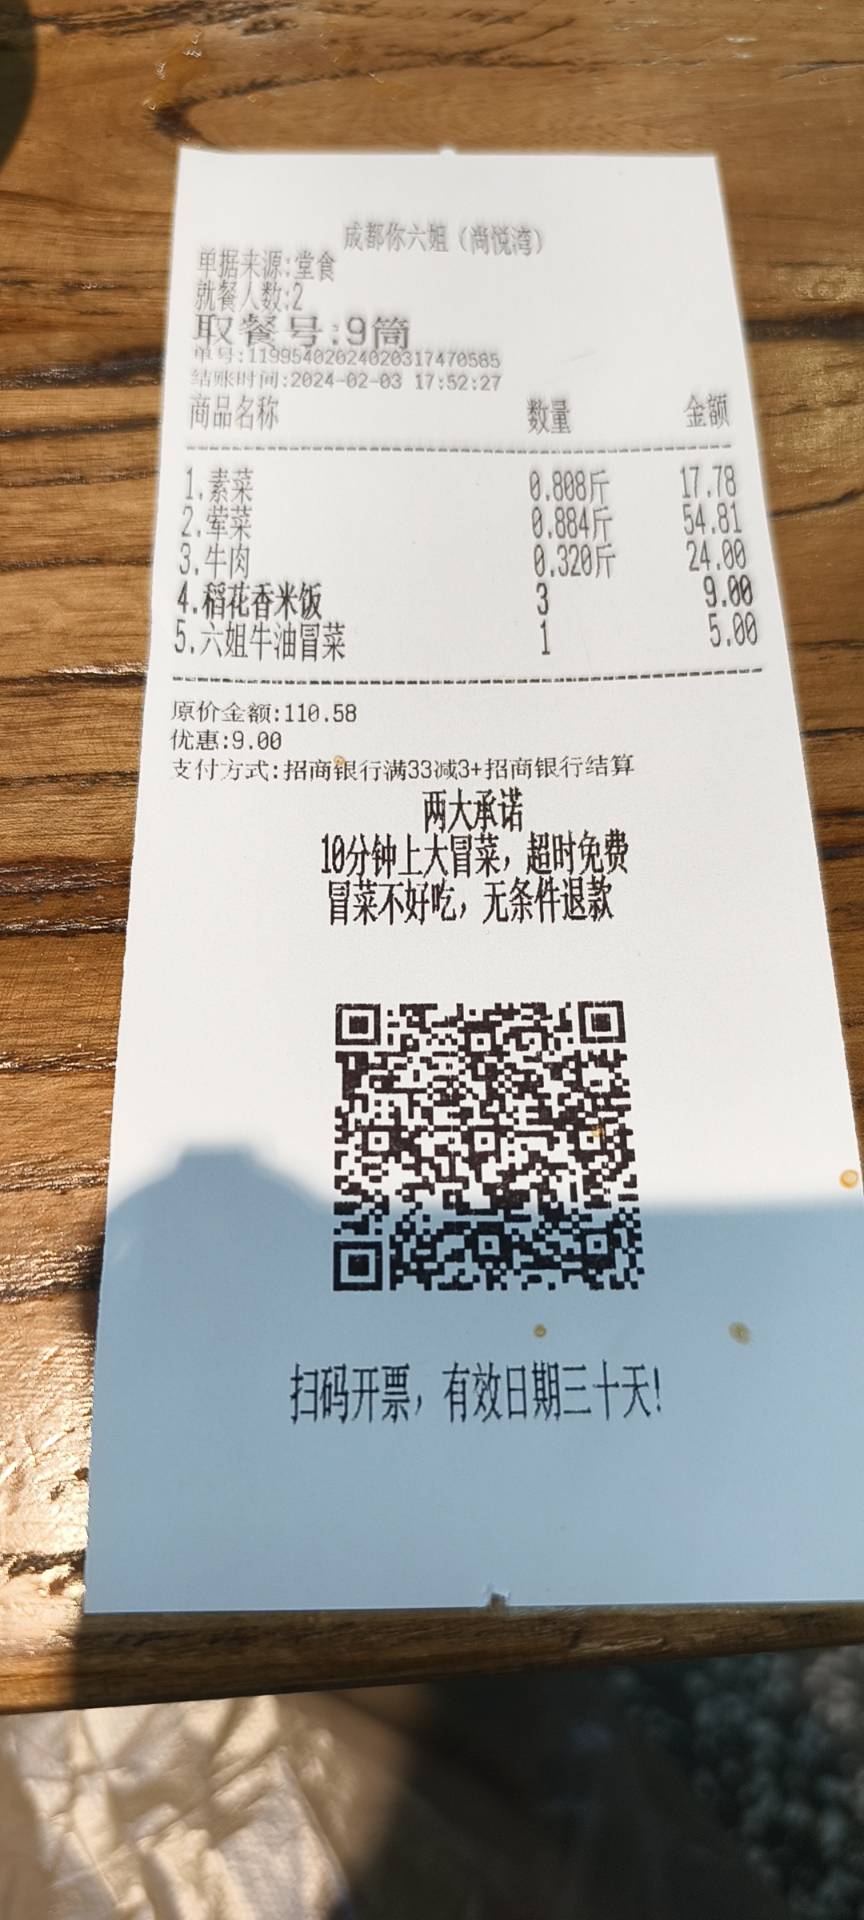 成都你六姐（尚悦湾）
单据来源:堂食
就餐人数:2
取餐号:9筒
单号:11995402024020317470585
结账时间:2024-02-03 17:52:27
商品名称 数量 金额
1.素菜 0.808斤 17.78
2.荤菜 0.884斤 54.81
3.牛肉 0.320斤 24.00
4.稻花香米饭 3 9.00
5.六姐牛油冒菜 1 5.00
原价金额:110.58
优惠:9.00
支付方式:招商银行满33减3+招商银行结算
两大承诺
10分钟上大冒菜，超时免费
冒菜不好吃，无条件退款
扫码开票，有效日期三十天!